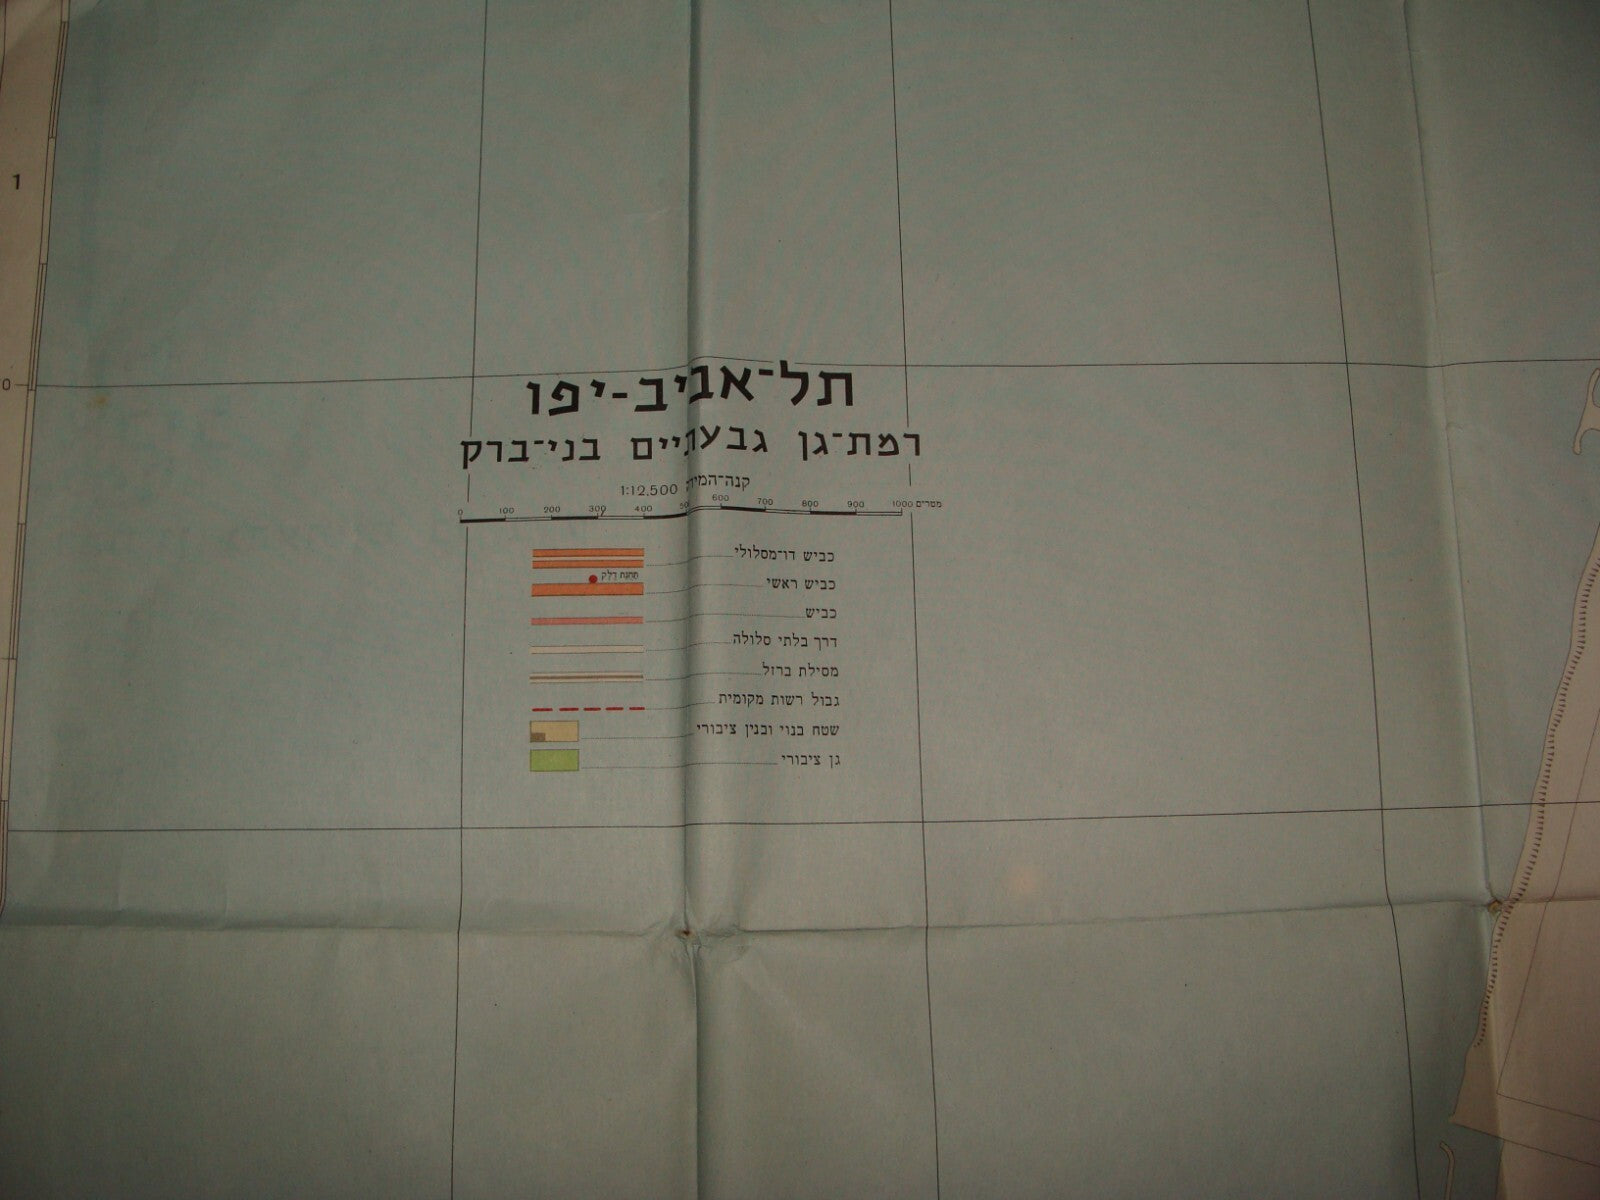 1
0
תל־אביב-יפו
רמת־גן גבעתיים בני־ברק
קנה-המידה 1:12,500
0 100 200 300 400 500 600 700 800 900 1000 מטרים
כביש דו־מסלולי
תחנת דלק
כביש ראשי
כביש
דרך בלתי סלולה
מסילת ברזל
גבול רשות מקומית
שטח בנוי ובנין ציבורי
גן ציבורי